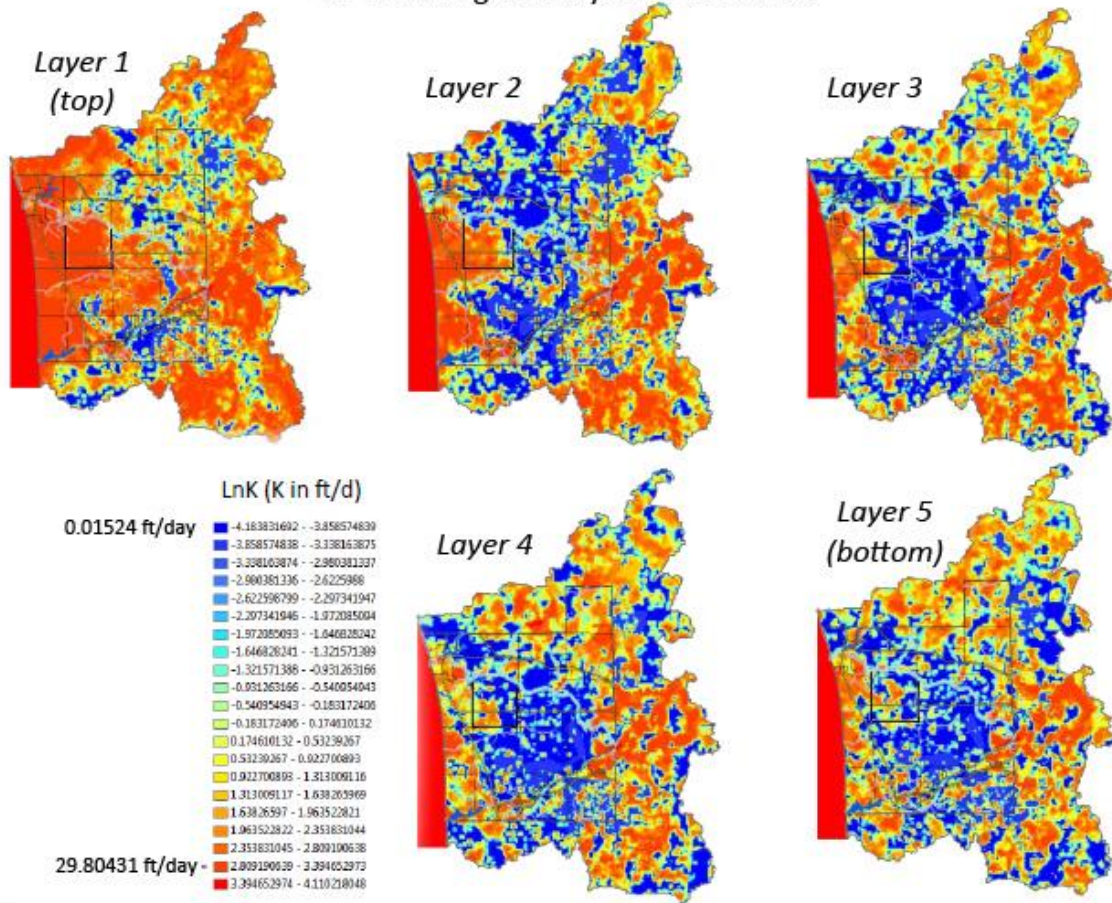 Layer 1
(top)
Layer 2
Layer 3
LnK (K in ft/d)
0.01524 ft/day
-4.183831692 - -3.858574839
-3.858574838 - -3.338163875
-3.338163874 - -2.980381337
-2.980381336 - -2.6225988
-2.622598799 - -2.297341947
-2.297341946 - -1.972085094
-1.972085093 - -1.646828242
-1.646828241 - -1.321571389
-1.321571388 - -0.931263166
-0.931263166 - -0.540954943
-0.540954943 - -0.183172406
-0.183172406 - 0.174610132
0.174610132 - 0.53239267
0.53239267 - 0.922700893
0.922700893 - 1.313009116
1.313009117 - 1.638265969
1.63826597 - 1.963522821
1.963522822 - 2.353831044
2.353831045 - 2.809190638
29.80431 ft/day - 2.809190639 - 3.394652973
3.394652974 - 4.110218048
Layer 4
Layer 5
(bottom)